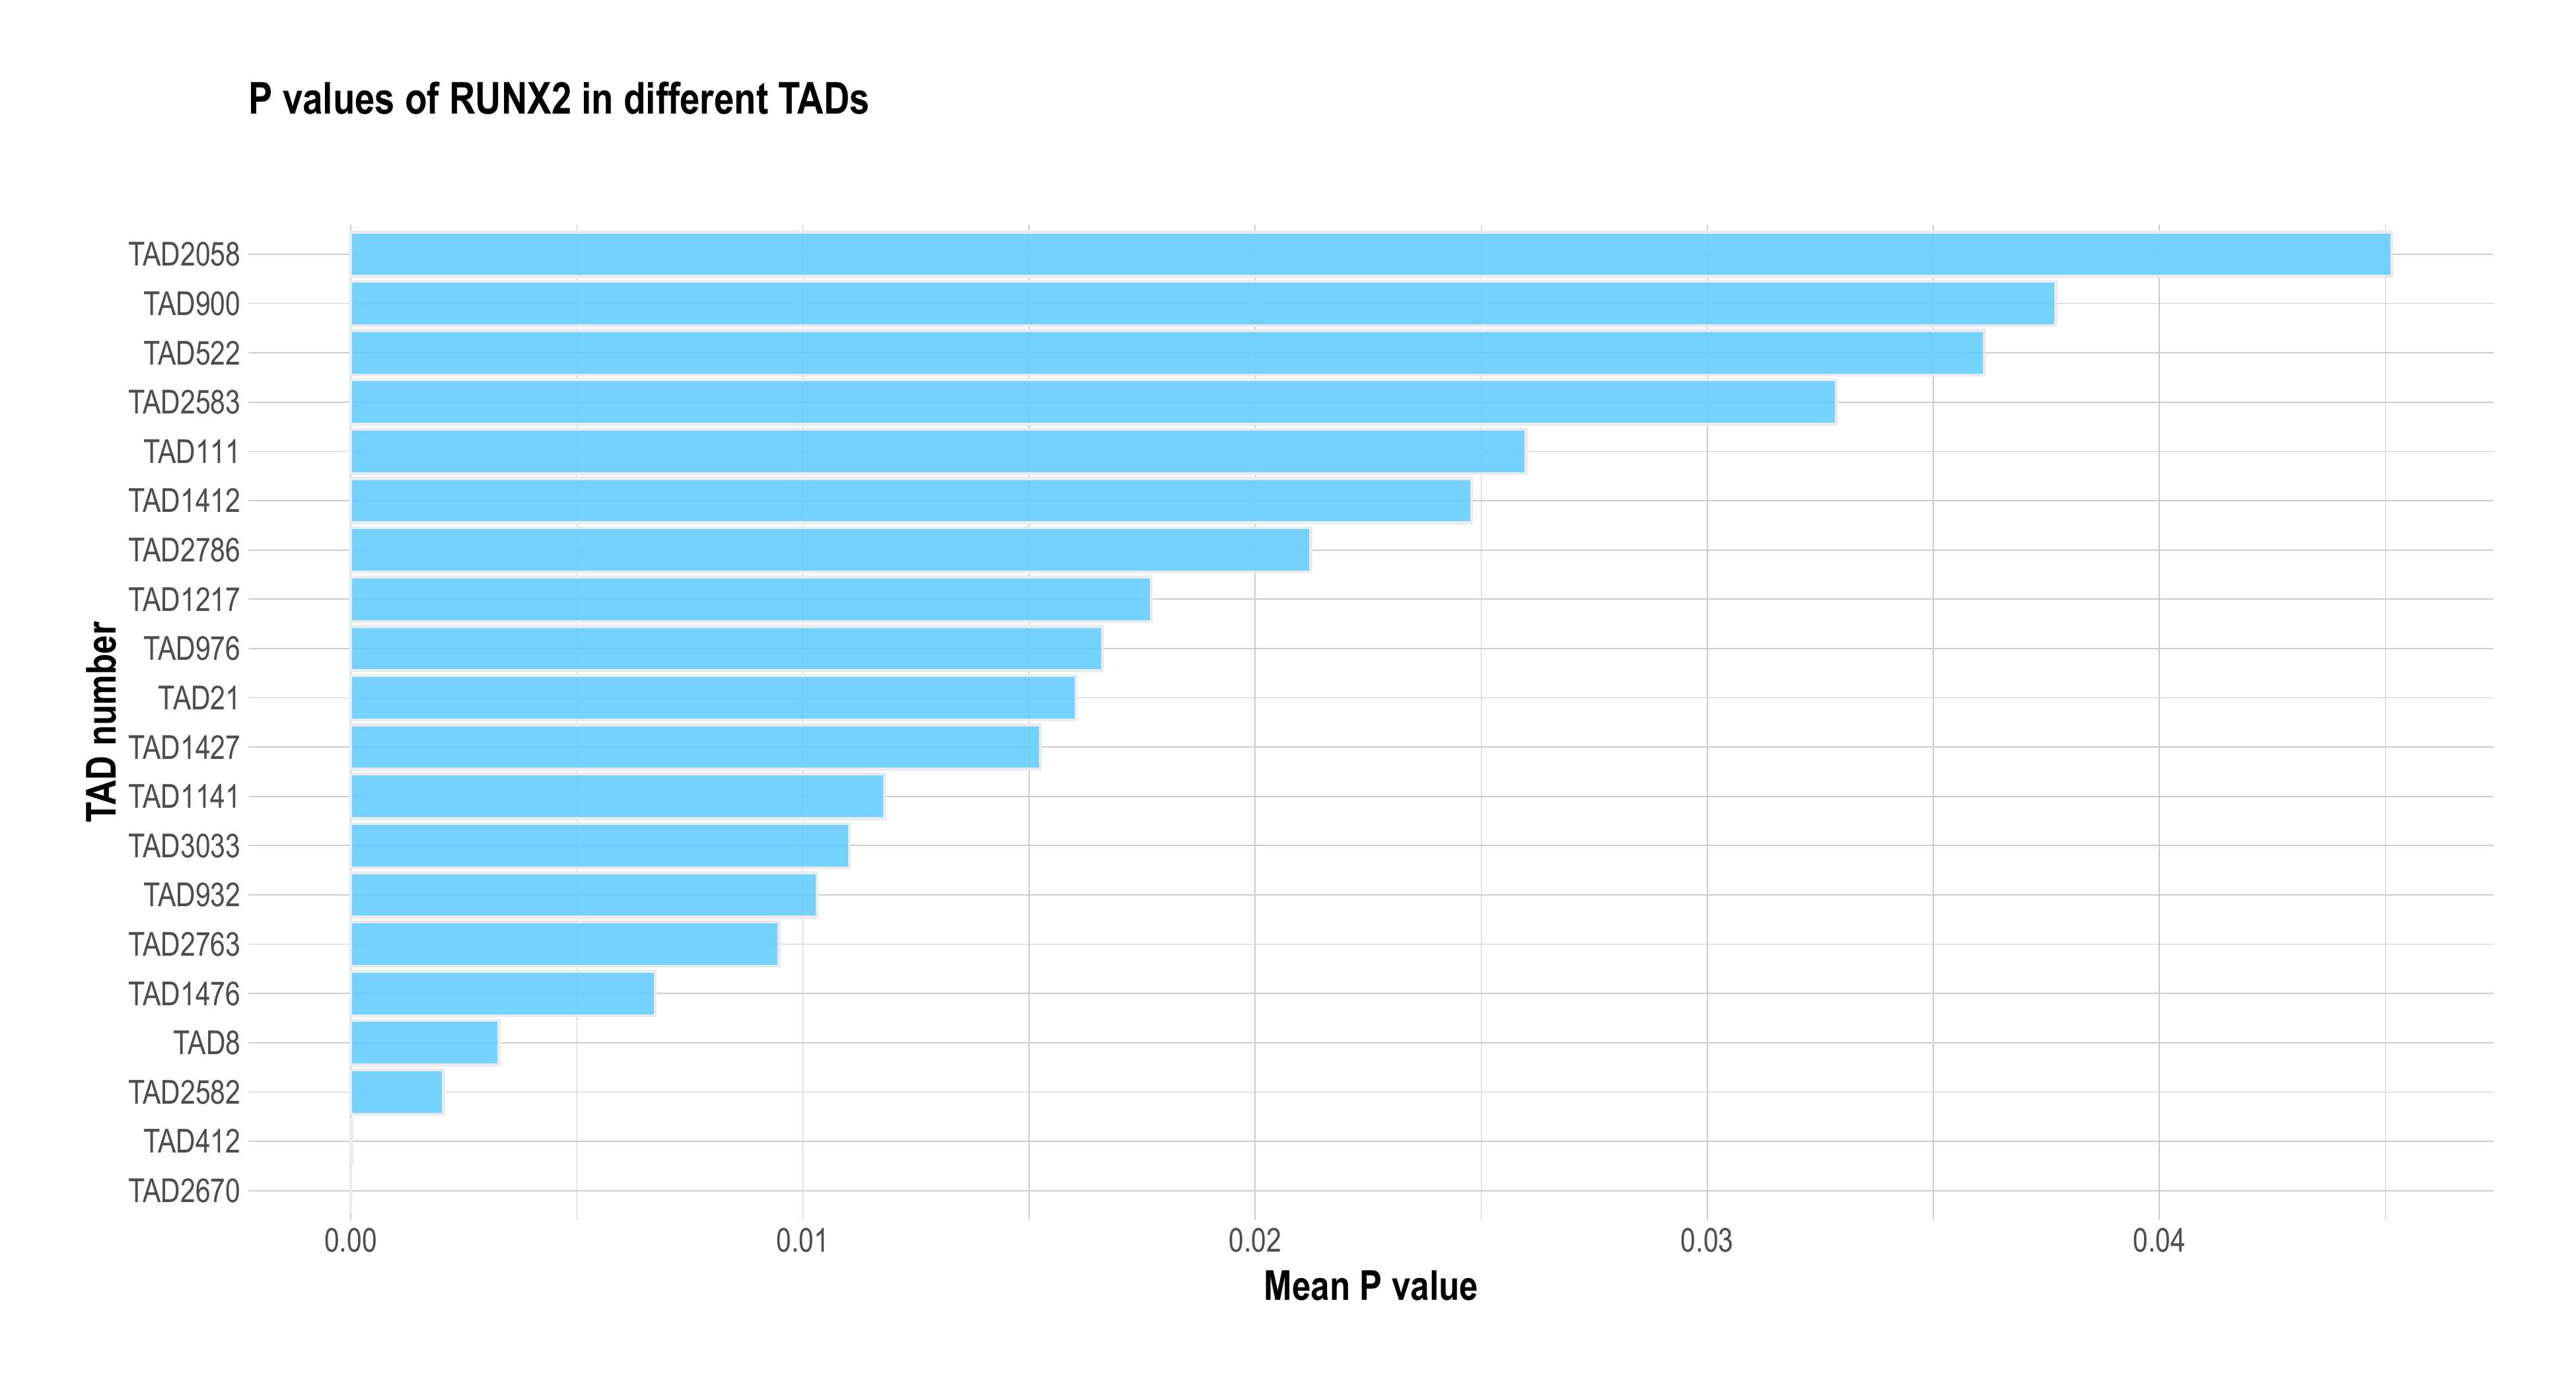 P values of RUNX2 in different TADs
TAD number
TAD2058
TAD900
TAD522
TAD2583
TAD111
TAD1412
TAD2786
TAD1217
TAD976
TAD21
TAD1427
TAD1141
TAD3033
TAD932
TAD2763
TAD1476
TAD8
TAD2582
TAD412
TAD2670
0.00 0.01 0.02 0.03 0.04
Mean P value